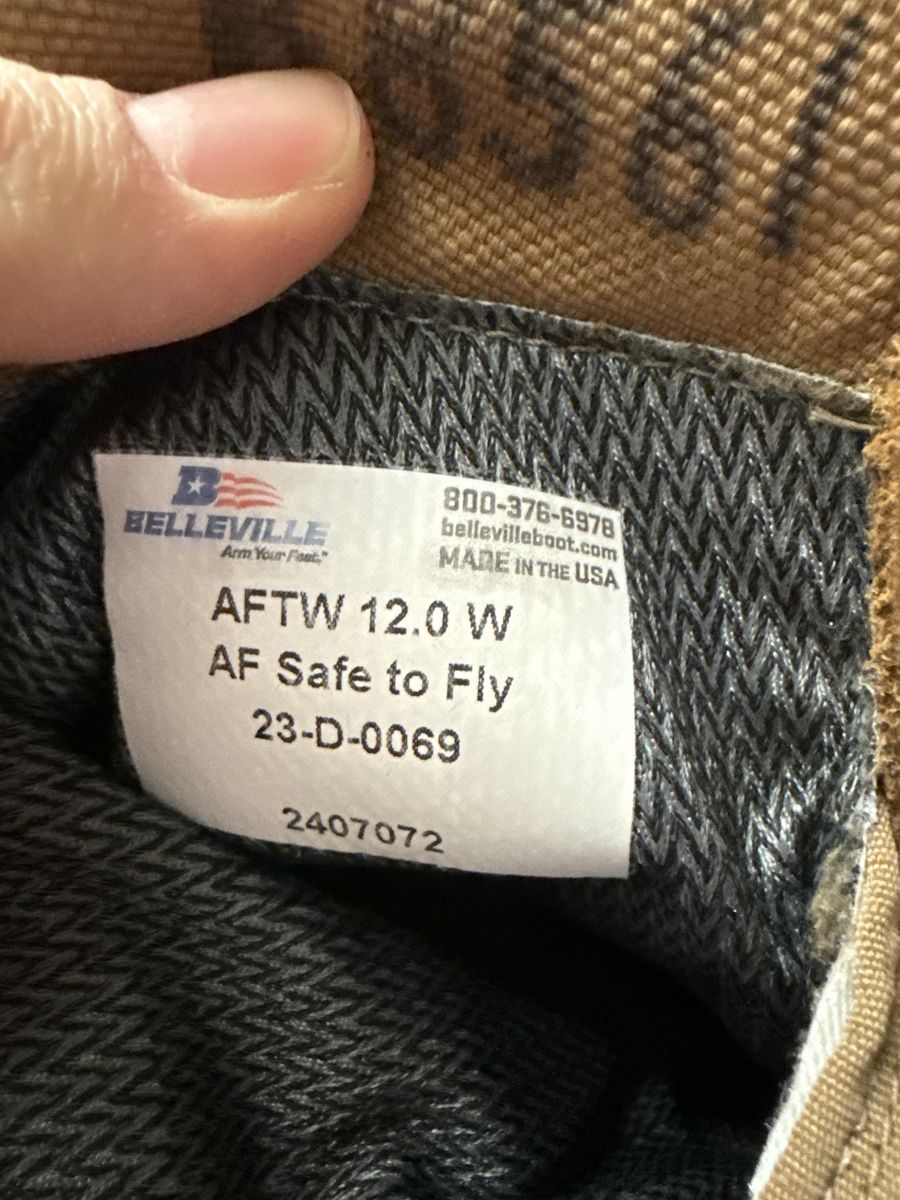 BELLEVILLE
Arm Your Feet.™
800-376-6978
bellevilleboot.com
MADE IN THE USA
AFTW 12.0 W
AF Safe to Fly
23-D-0069
2407072